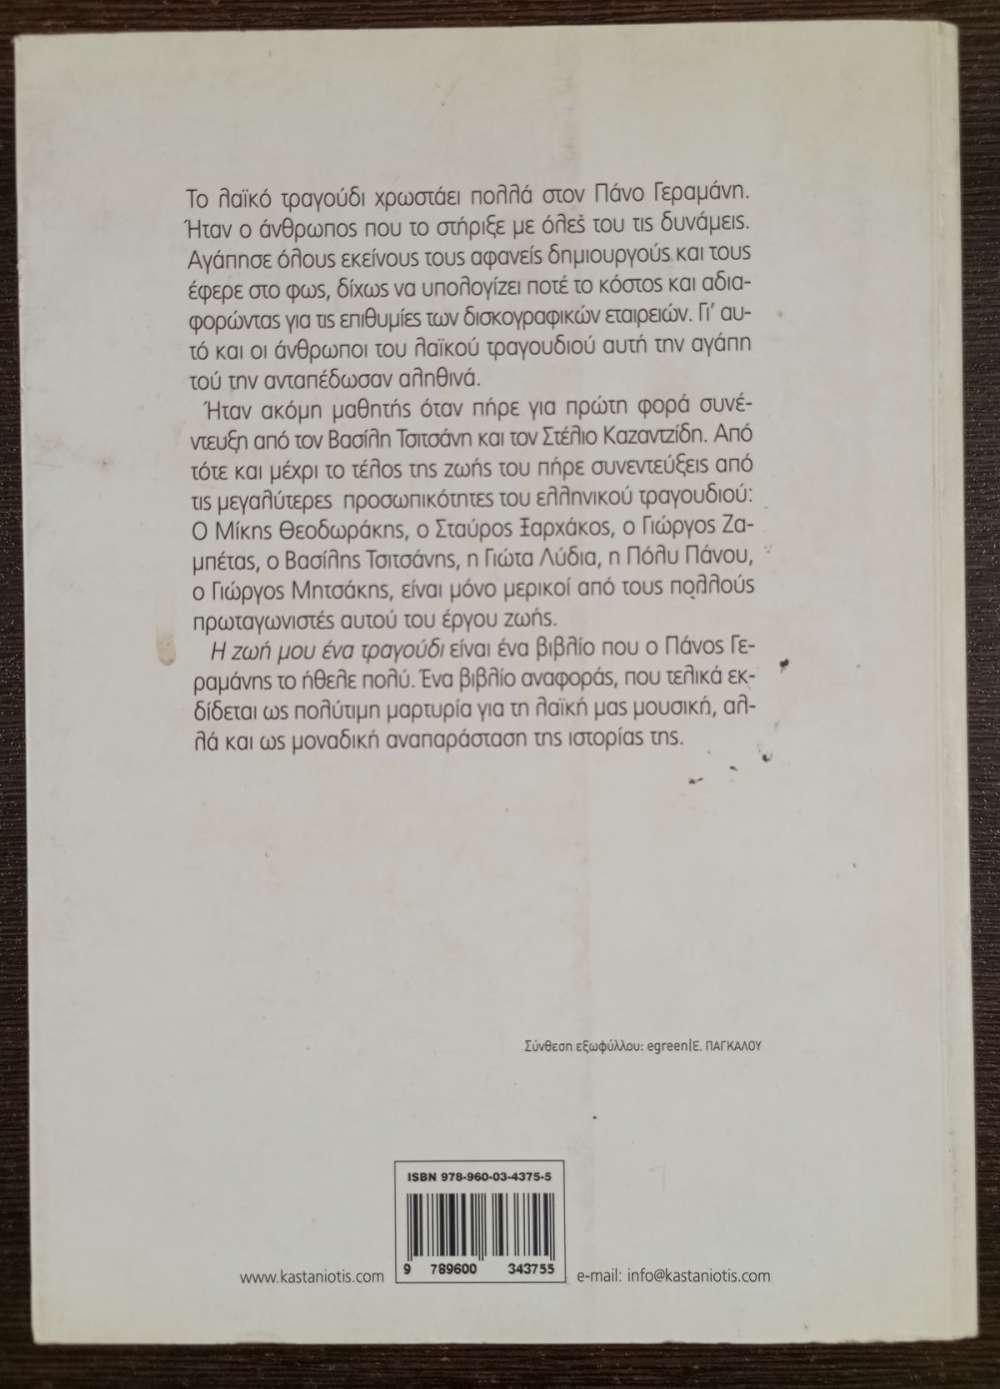 Το λαϊκό τραγούδι χρωστάει πολλά στον Πάνο Γεραμάνη.
Ήταν ο άνθρωπος που το στήριξε με όλες του τις δυνάμεις.
Αγάπησε όλους εκείνους τους αφανείς δημιουργούς και τους
έφερε στο φως, δίχως να υπολογίζει ποτέ το κόστος και αδια-
φορώντας για τις επιθυμίες των δισκογραφικών εταιρειών. Γι' αυ-
τό και οι άνθρωποι του λαϊκού τραγουδιού αυτή την αγάπη
τού την ανταπέδωσαν αληθινά.
Ήταν ακόμη μαθητής όταν πήρε για πρώτη φορά συνέ-
ντευξη από τον Βασίλη Τσιτσάνη και τον Στέλιο Καζαντζίδη. Από
τότε και μέχρι το τέλος της ζωής του πήρε συνεντεύξεις από
τις μεγαλύτερες προσωπικότητες του ελληνικού τραγουδιού:
Ο Μίκης Θεοδωράκης, ο Σταύρος Ξαρχάκος, ο Γιώργος Ζα-
μπέτας, ο Βασίλης Τσιτσάνης, η Γιώτα Λύδια, η Πόλυ Πάνου,
ο Γιώργος Μητσάκης, είναι μόνο μερικοί από τους πολλούς
πρωταγωνιστές αυτού του έργου ζωής.
Η ζωή μου ένα τραγούδι είναι ένα βιβλίο που ο Πάνος Γε-
ραμάνης το ήθελε πολύ. Ένα βιβλίο αναφοράς, που τελικά εκ-
δίδεται ως πολύτιμη μαρτυρία για τη λαϊκή μας μουσική, αλ-
λά και ως μοναδική αναπαράσταση της ιστορίας της.
Σύνθεση εξωφύλλου: egreen|Ε. ΠΑΓΚΑΛΟΥ
ISBN 978-960-03-4375-5
9 789600 343755
www.kastaniotis.com
e-mail: info@kastaniotis.com